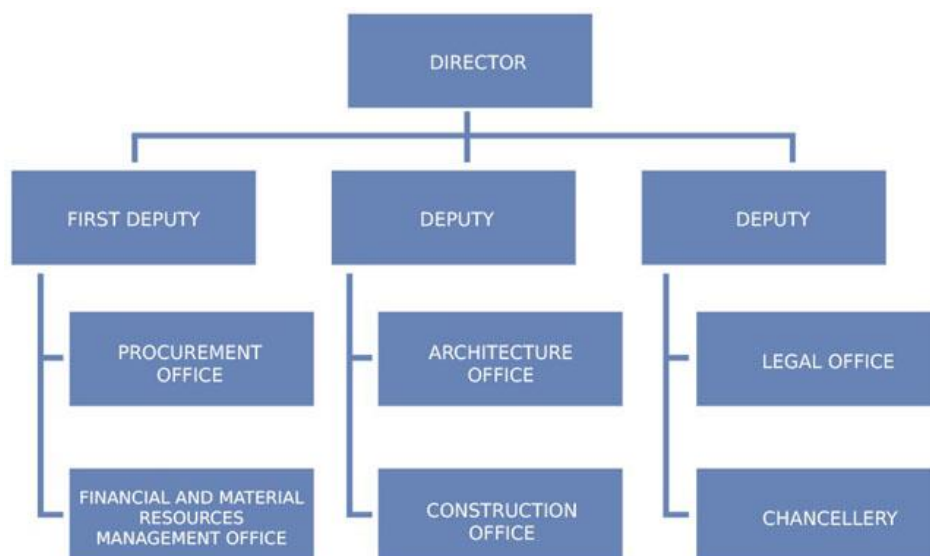 DIRECTOR
FIRST DEPUTY
DEPUTY
DEPUTY
PROCUREMENT
OFFICE
ARCHITECTURE
OFFICE
LEGAL OFFICE
FINANCIAL AND MATERIAL
RESOURCES
MANAGEMENT OFFICE
CONSTRUCTION
OFFICE
CHANCELLERY